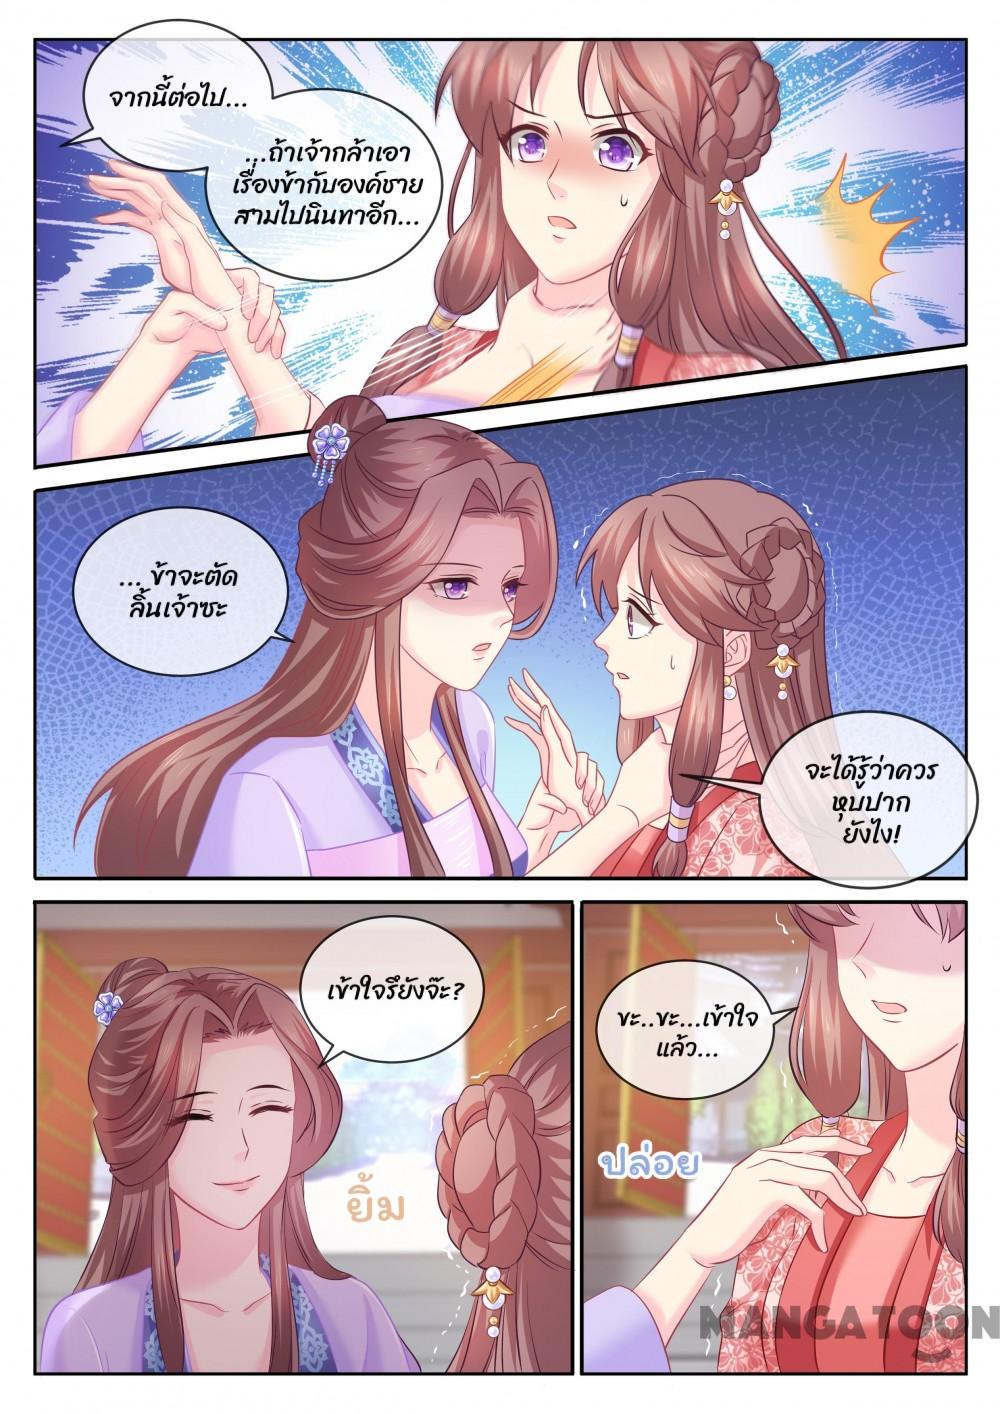 จากนี้ต่อไป...
...ถ้าเจ้ากล้าเอา
เรื่องข้ากับองค์ชาย
สามไปนินทาอีก...
... ข้าจะตัด
ลิ้นเจ้าซะ
จะได้รู้ว่าควร
หุบปาก
ยังไง!
เข้าใจรึยังจ๊ะ?
ยิ้ม
ขะ..ขะ...เข้าใจ
แล้ว...
ปล่อย
MANGATOON